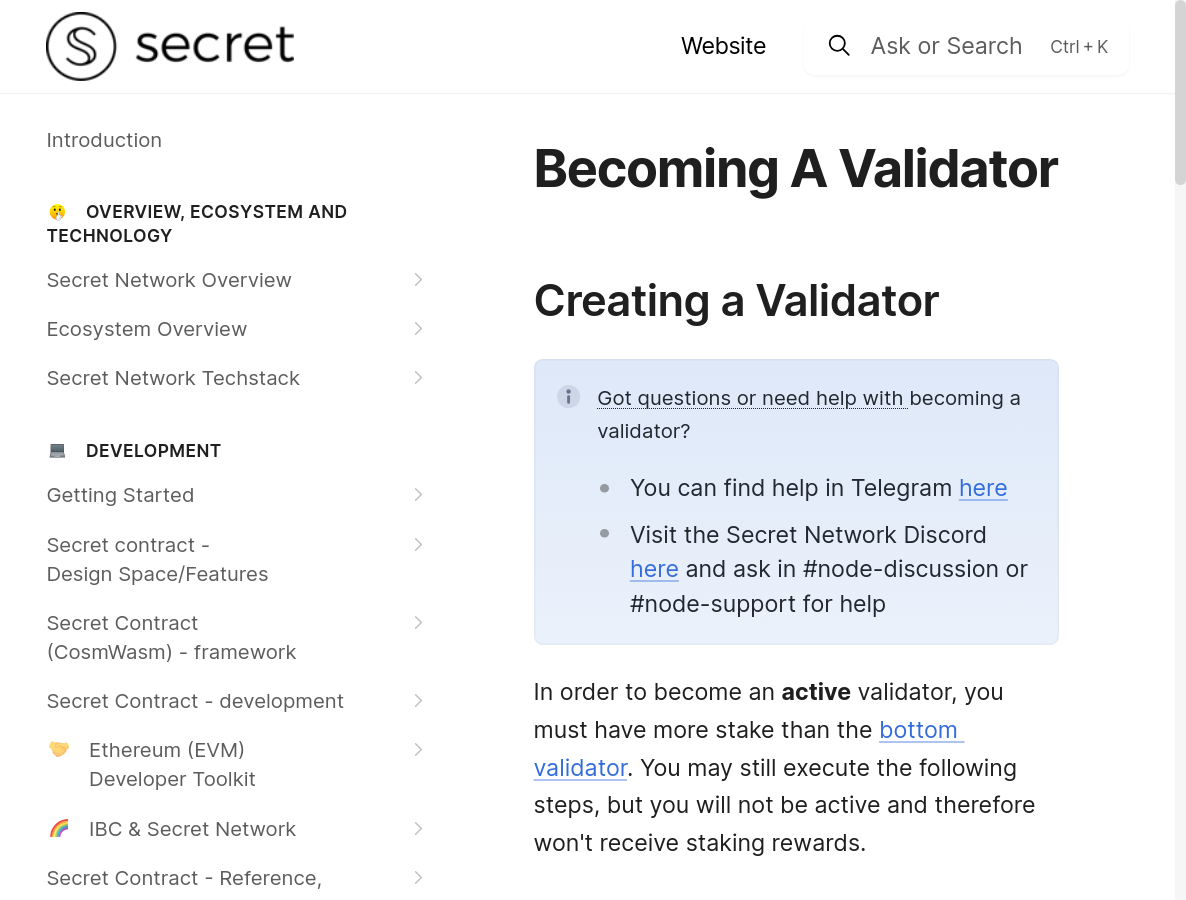 secret
Website
Ask or Search
Ctrl + K
Introduction
OVERVIEW, ECOSYSTEM AND
TECHNOLOGY
Secret Network Overview
Ecosystem Overview
Secret Network Techstack
DEVELOPMENT
Getting Started
Secret contract -
Design Space/Features
Secret Contract
(CosmWasm) - framework
Secret Contract - development
Ethereum (EVM)
Developer Toolkit
IBC & Secret Network
Secret Contract - Reference,
Becoming A Validator
Creating a Validator
Got questions or need help with becoming a
validator?
You can find help in Telegram here
Visit the Secret Network Discord
here and ask in #node-discussion or
#node-support for help
In order to become an active validator, you
must have more stake than the bottom
validator. You may still execute the following
steps, but you will not be active and therefore
won't receive staking rewards.